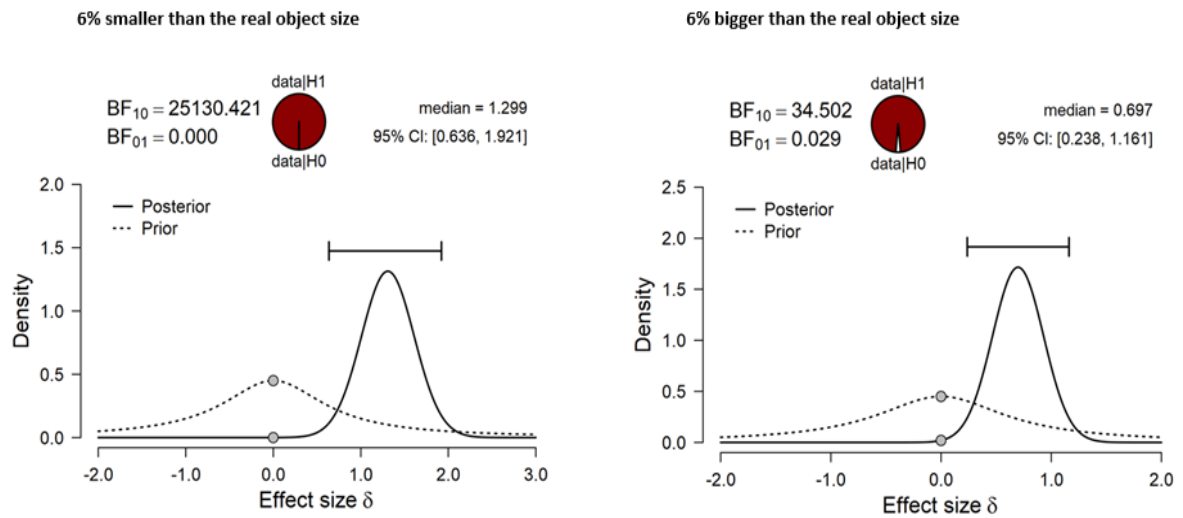 6% smaller than the real object size
data|H1
BF10 = 25130.421
BF01 = 0.000
median = 1.299
95% CI: [0.636, 1.921]
data|H0
2.0
1.5
1.0
0.5
0.0
Density
Posterior
Prior
-2.0 -1.0 0.0 1.0 2.0 3.0
Effect size δ
6% bigger than the real object size
data|H1
BF10 = 34.502
BF01 = 0.029
median = 0.697
95% CI: [0.238, 1.161]
data|H0
2.5
2.0
1.5
1.0
0.5
0.0
Density
Posterior
Prior
-2.0 -1.0 0.0 1.0 2.0
Effect size δ